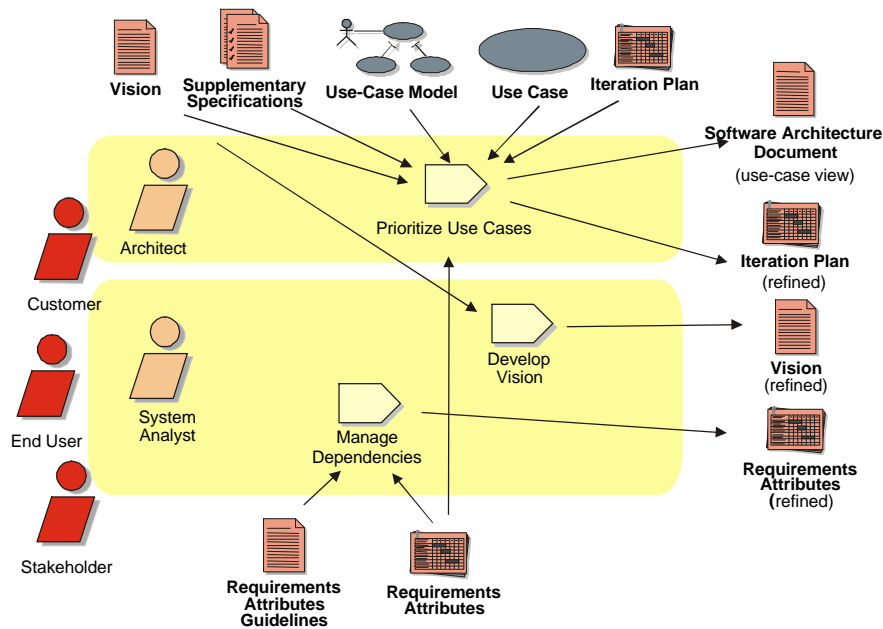 Vision
Supplementary
Specifications
Use-Case Model
Use Case
Iteration Plan
Software Architecture
Document
(use-case view)
Architect
Prioritize Use Cases
Customer
Iteration Plan
(refined)
Develop
Vision
Vision
(refined)
End User
System
Analyst
Manage
Dependencies
Requirements
Attributes
(refined)
Stakeholder
Requirements
Attributes
Guidelines
Requirements
Attributes